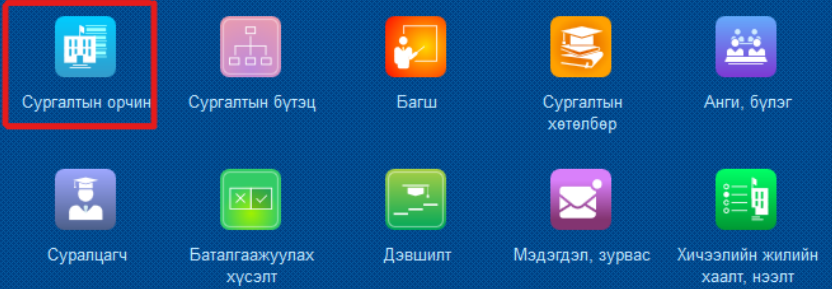 Сургалтын орчин
Сургалтын бүтэц
Багш
Сургалтын
хөтөлбөр
Анги, бүлэг
Суралцагч
Баталгаажуулах
хүсэлт
Дэвшилт
Мэдэгдэл, зурвас
Хичээлийн жилийн
хаалт, нээлт